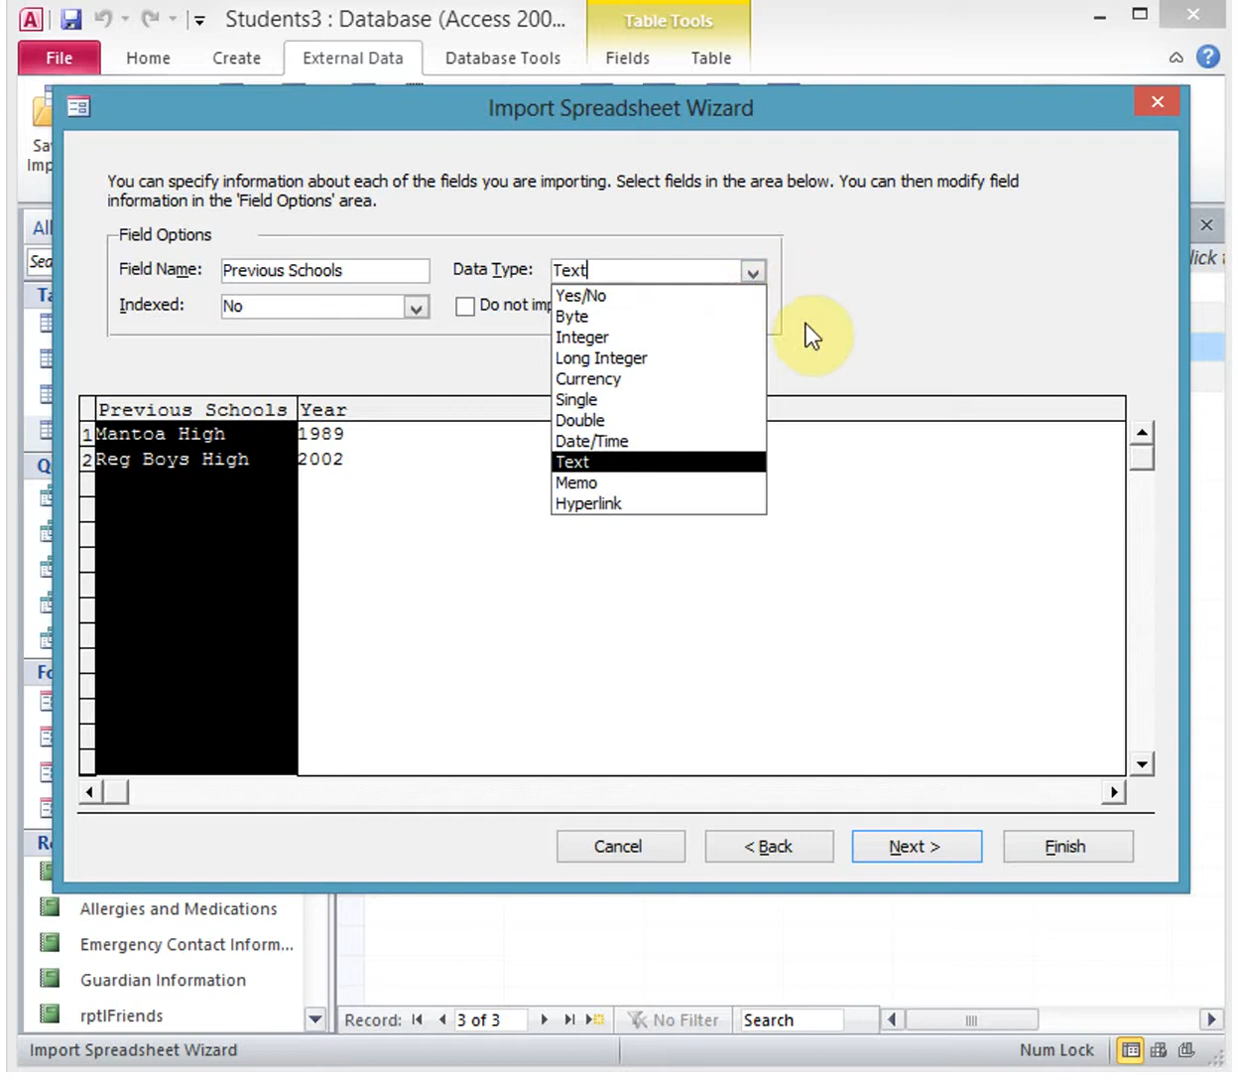 Students3 : Database (Access 200...
Table Tools
File
Home
Create
External Data
Database Tools
Fields
Table
Import Spreadsheet Wizard
You can specify information about each of the fields you are importing. Select fields in the area below. You can then modify field
information in the 'Field Options' area.
Field Options
Field Name: Previous Schools
Data Type: Text
Indexed: No
Do not imp
Yes/No
Byte
Integer
Long Integer
Currency
Single
Double
Date/Time
Text
Memo
Hyperlink
Previous Schools Year
1 Mantoa High 1989
2 Reg Boys High 2002
Cancel
< Back
Next >
Finish
Allergies and Medications
Emergency Contact Inform...
Guardian Information
rptlFriends
Record: 3 of 3
No Filter
Search
Import Spreadsheet Wizard
Num Lock